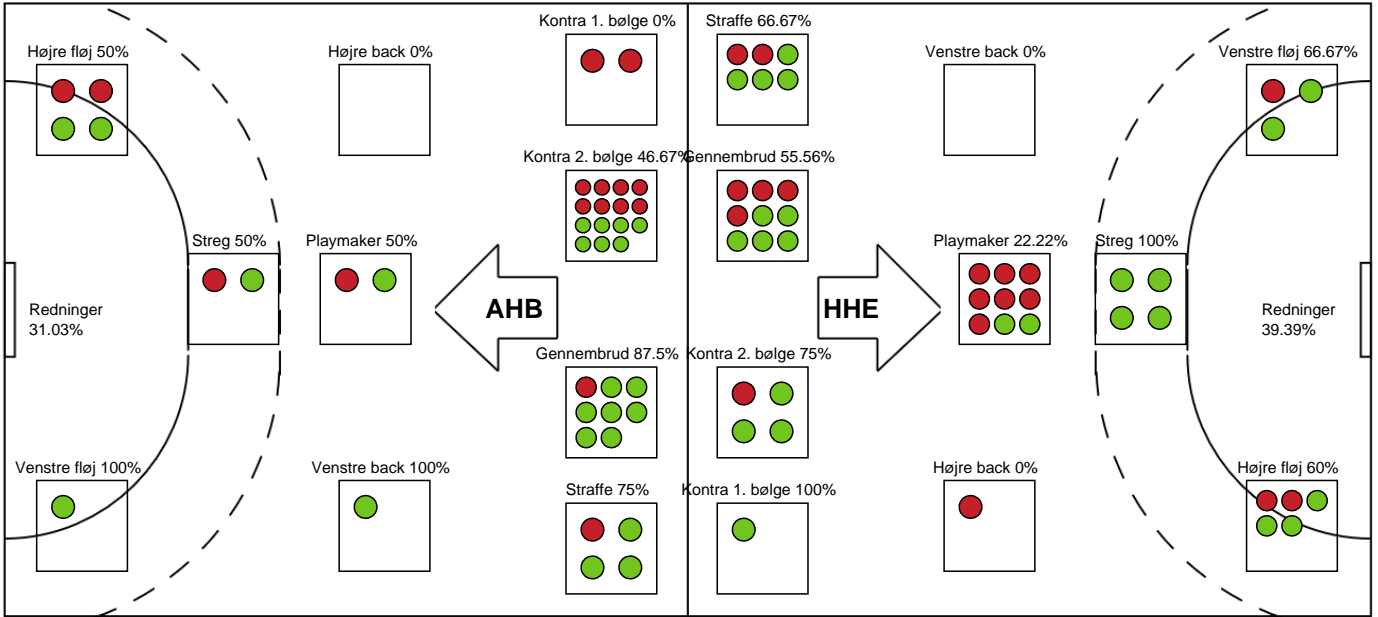 Kontra 1. bølge 0%
Straffe 66.67%
Højre fløj 50%
Højre back 0%
Venstre back 0%
Venstre fløj 66.67%
Kontra 2. bølge 46.67%
Gennembrud 55.56%
Streg 50%
Playmaker 50%
Playmaker 22.22%
Streg 100%
Redninger
31.03%
AHB
HHE
Redninger
39.39%
Gennembrud 87.5%
Kontra 2. bølge 75%
Venstre fløj 100%
Venstre back 100%
Straffe 75%
Kontra 1. bølge 100%
Højre back 0%
Højre fløj 60%